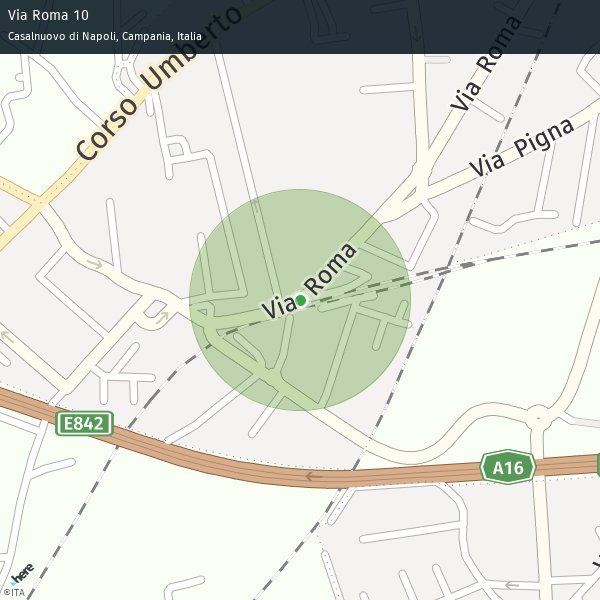 Via Roma 10
Casalnuovo di Napoli, Campania, Italia
Corso Umberto
Via Roma
Via Pigna
Via Roma
E842
A16
here
©ITA